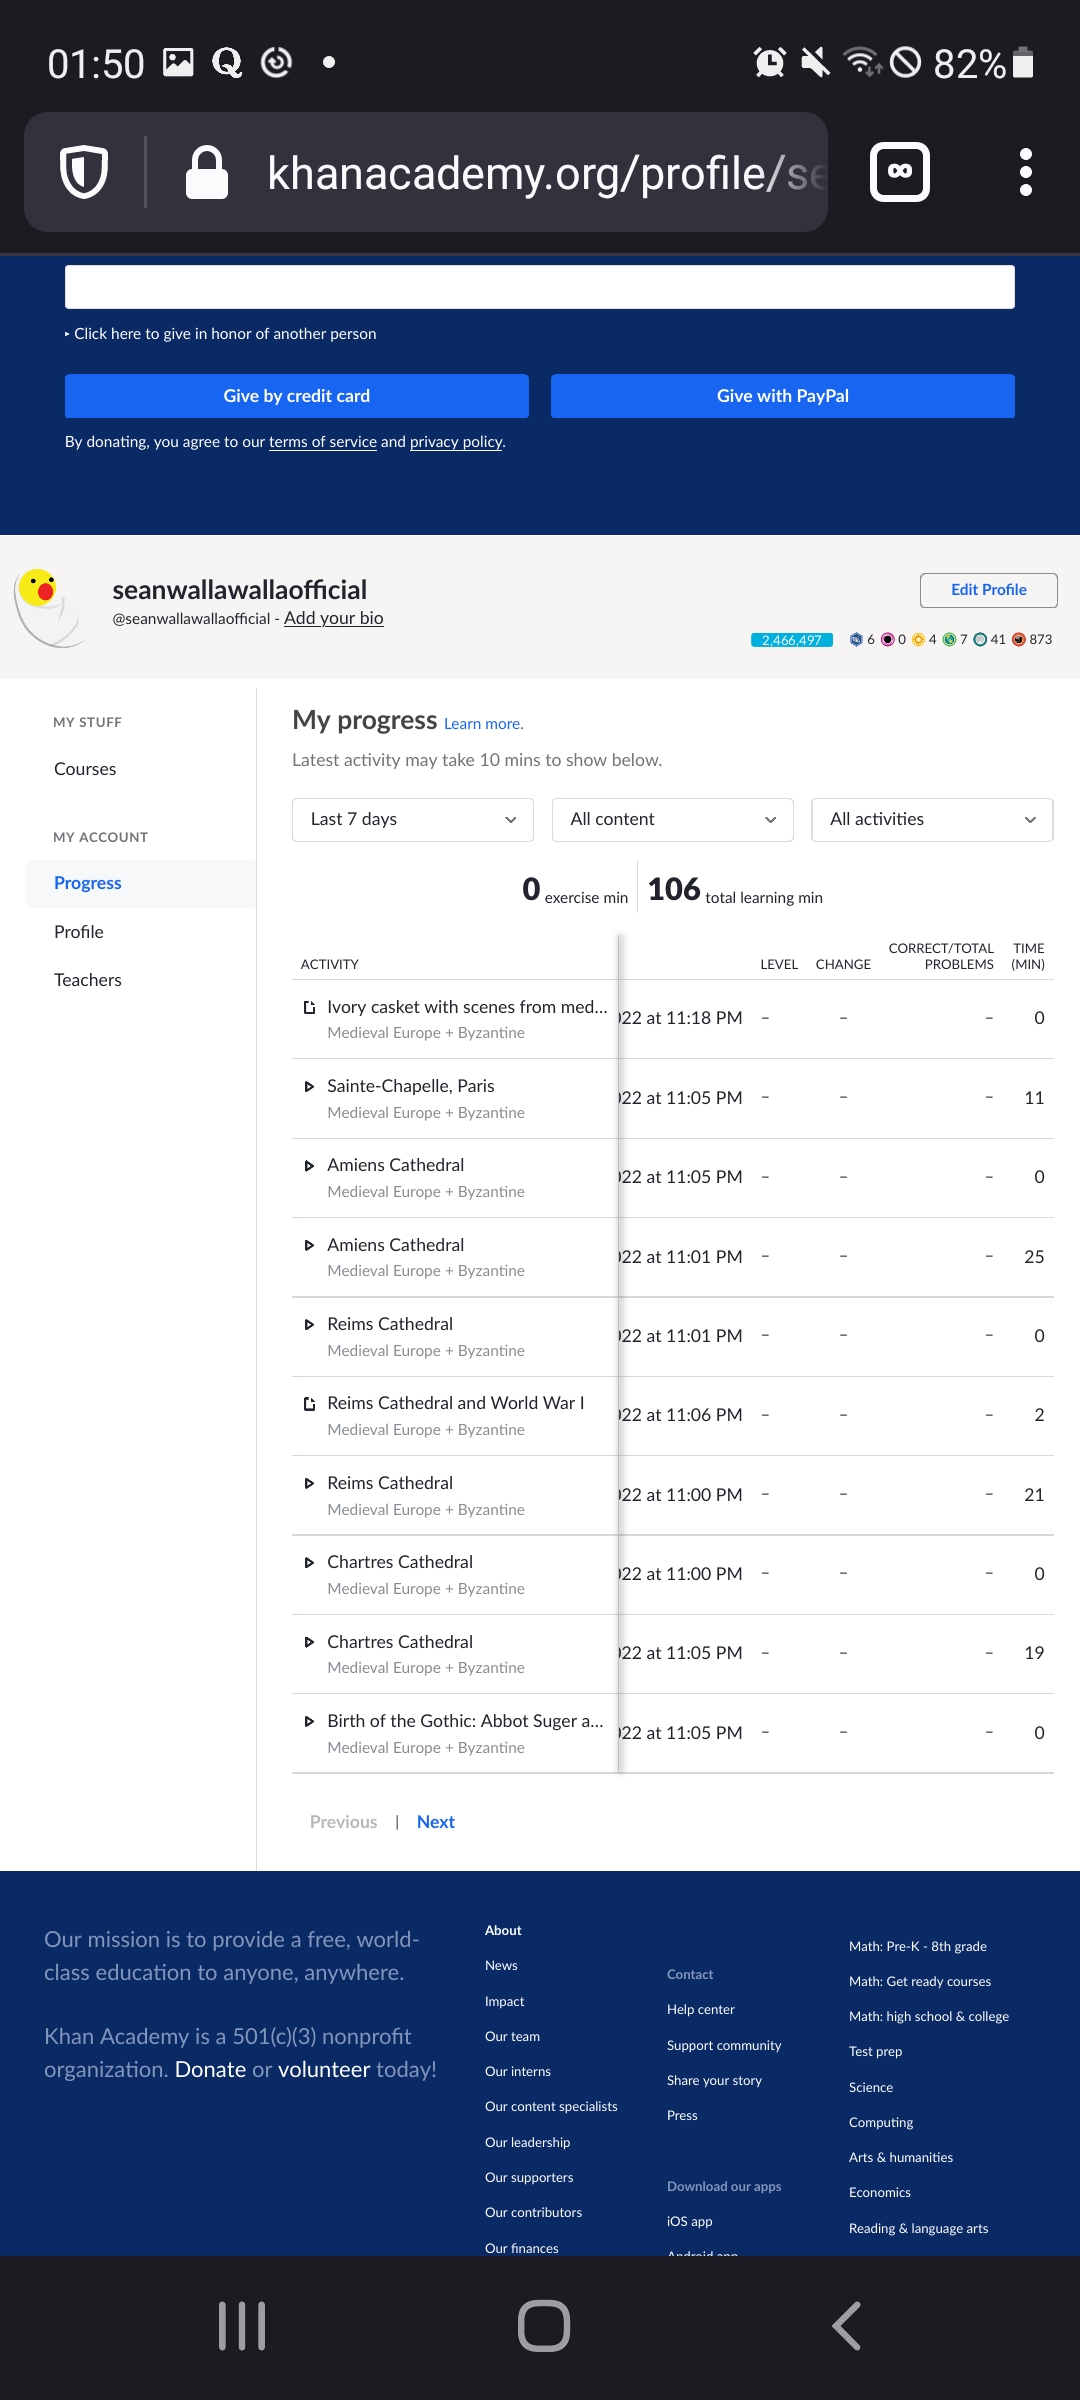 01:50
82%
khanacademy.org/profile/se
Click here to give in honor of another person
Give by credit card
Give with PayPal
By donating, you agree to our terms of service and privacy policy.
seanwallawallaofficial
@seanwallawallaofficial - Add your bio
Edit Profile
2,466,497 6 0 4 7 41 873
MY STUFF
Courses
MY ACCOUNT
Progress
Profile
Teachers
My progress Learn more.
Latest activity may take 10 mins to show below.
Last 7 days
All content
All activities
0 exercise min
106 total learning min
ACTIVITY LEVEL CHANGE CORRECT/TOTAL PROBLEMS TIME (MIN)
Ivory casket with scenes from med...
Medieval Europe + Byzantine
022 at 11:18 PM – – – 0
Sainte-Chapelle, Paris
Medieval Europe + Byzantine
022 at 11:05 PM – – – 11
Amiens Cathedral
Medieval Europe + Byzantine
022 at 11:05 PM – – – 0
Amiens Cathedral
Medieval Europe + Byzantine
022 at 11:01 PM – – – 25
Reims Cathedral
Medieval Europe + Byzantine
022 at 11:01 PM – – – 0
Reims Cathedral and World War I
Medieval Europe + Byzantine
022 at 11:06 PM – – – 2
Reims Cathedral
Medieval Europe + Byzantine
022 at 11:00 PM – – – 21
Chartres Cathedral
Medieval Europe + Byzantine
022 at 11:00 PM – – – 0
Chartres Cathedral
Medieval Europe + Byzantine
022 at 11:05 PM – – – 19
Birth of the Gothic: Abbot Suger a...
Medieval Europe + Byzantine
022 at 11:05 PM – – – 0
Previous | Next
Our mission is to provide a free, world-
class education to anyone, anywhere.
Khan Academy is a 501(c)(3) nonprofit
organization. Donate or volunteer today!
About
News
Impact
Our team
Our interns
Our content specialists
Our leadership
Our supporters
Our contributors
Our finances
Contact
Help center
Support community
Share your story
Press
Download our apps
iOS app
Android app
Math: Pre-K - 8th grade
Math: Get ready courses
Math: high school & college
Test prep
Science
Computing
Arts & humanities
Economics
Reading & language arts